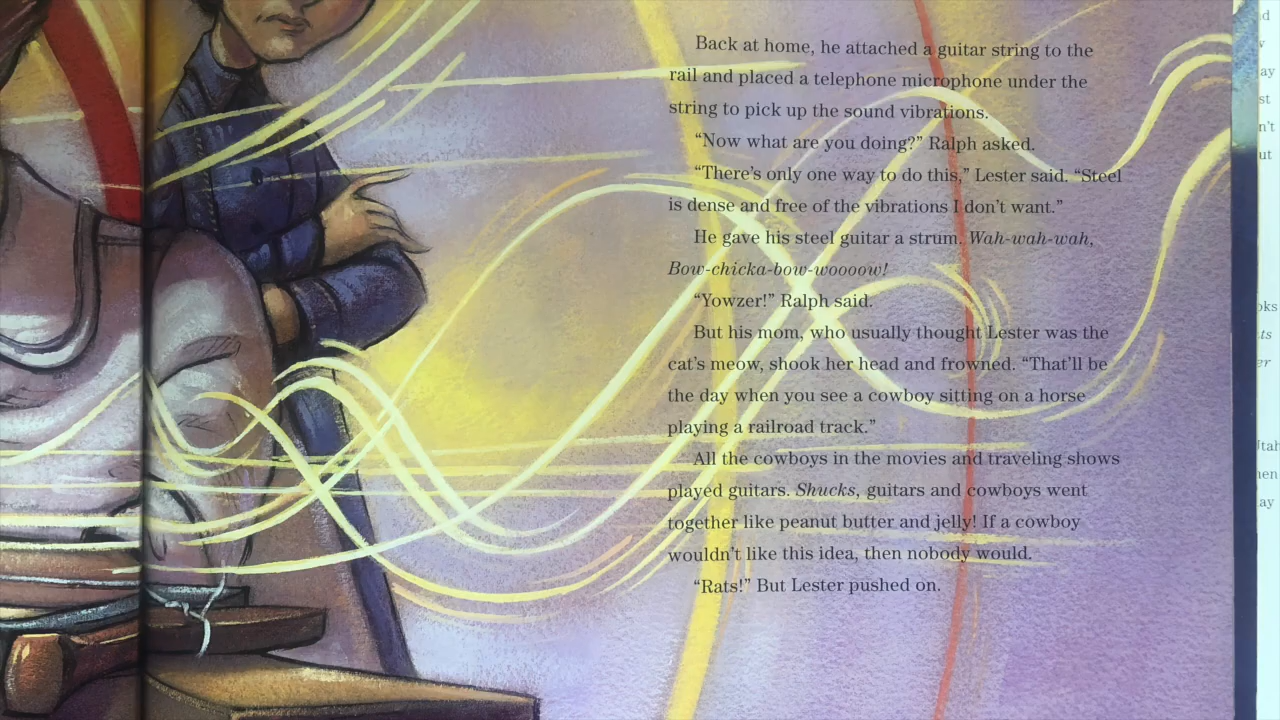 Back at home, he attached a guitar string to the
rail and placed a telephone microphone under the
string to pick up the sound vibrations.
“Now what are you doing?” Ralph asked.
“There’s only one way to do this,” Lester said. “Steel
is dense and free of the vibrations I don’t want.”
He gave his steel guitar a strum. Wah-wah-wah,
Bow-chicka-bow-woooow!
“Yowzer!” Ralph said.
But his mom, who usually thought Lester was the
cat’s meow, shook her head and frowned. “That’ll be
the day when you see a cowboy sitting on a horse
playing a railroad track.”
All the cowboys in the movies and traveling shows
played guitars. Shucks, guitars and cowboys went
together like peanut butter and jelly! If a cowboy
wouldn’t like this idea, then nobody would.
“Rats!” But Lester pushed on.